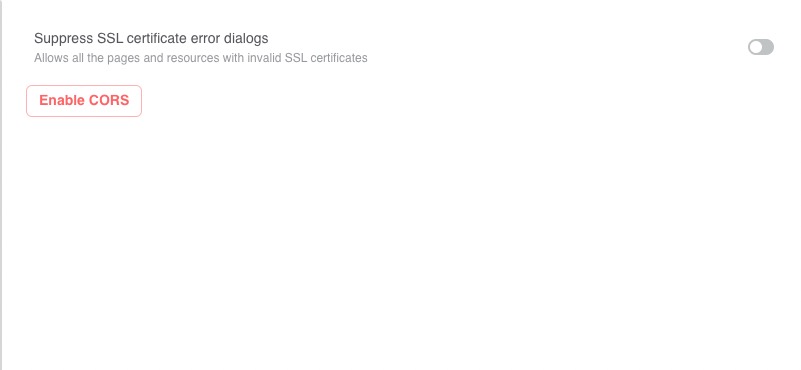 Suppress SSL certificate error dialogs
Allows all the pages and resources with invalid SSL certificates
Enable CORS